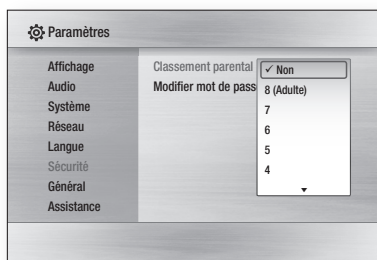 Paramètres
Affichage
Audio
Système
Réseau
Langue
Sécurité
Général
Assistance
Classement parental
Modifier mot de pass
✓ Non
8 (Adulte)
7
6
5
4